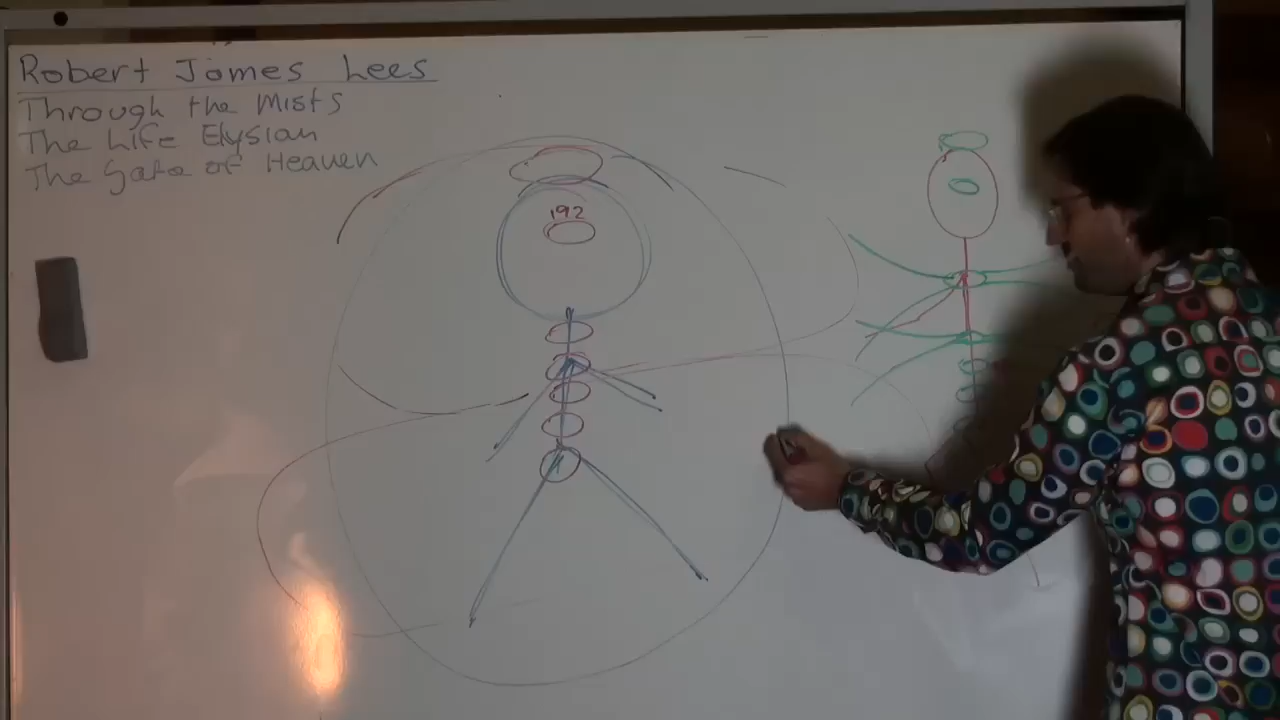 Robert James Lees
Through the Mists
The Life Elysian
The Gate of Heaven
192